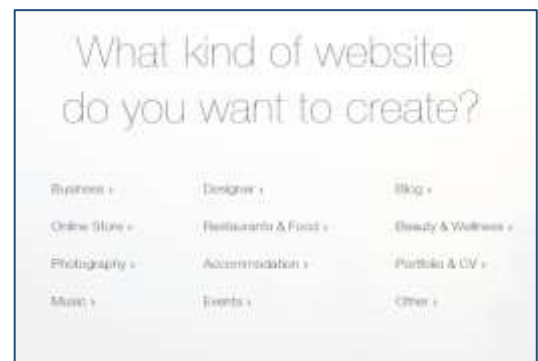 What kind of website
do you want to create?
Business >
Designer >
Blog >
Online Store >
Restaurants & Food >
Beauty & Wellness >
Photography >
Accommodation >
Portfolio & CV >
Music >
Events >
Other >